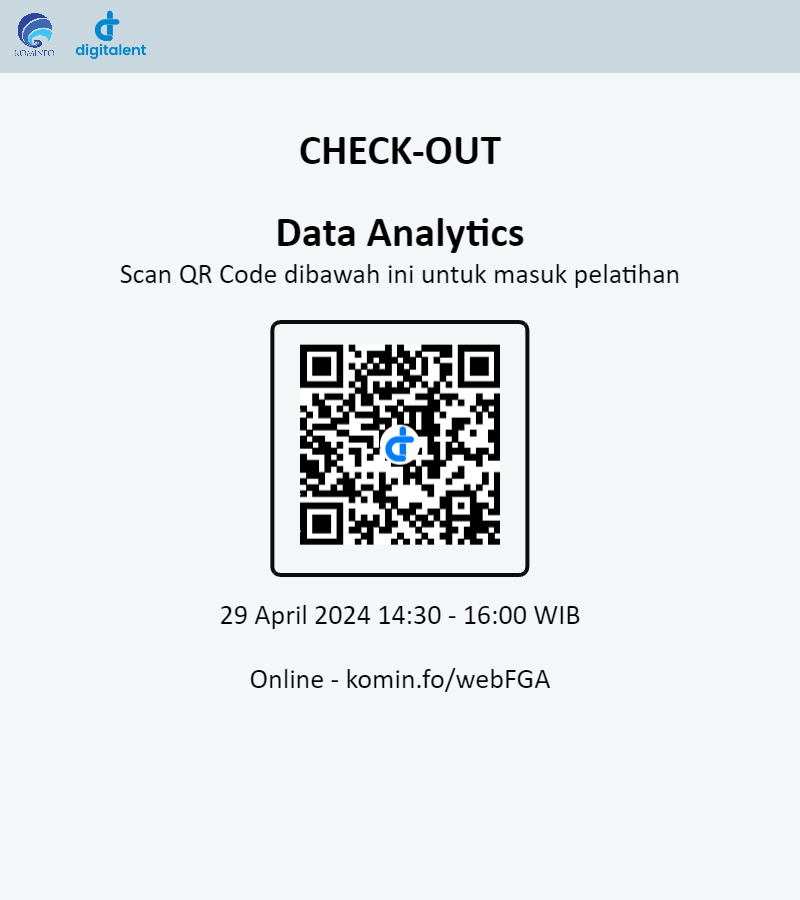 KOMINFO
digitalent
CHECK-OUT
Data Analytics
Scan QR Code dibawah ini untuk masuk pelatihan
29 April 2024 14:30 - 16:00 WIB
Online - komin.fo/webFGA